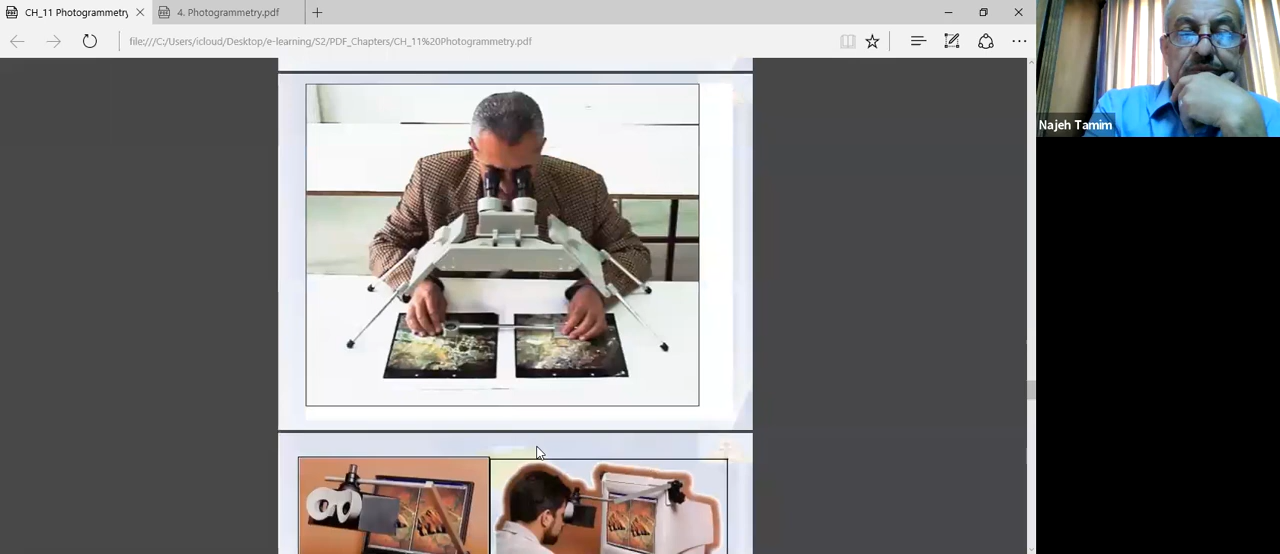 CH_11 Photogrammetry
4. Photogrammetry.pdf
file:///C:/Users/icloud/Desktop/e-learning/S2/PDF_Chapters/CH_11%20Photogrammetry.pdf
Najeh Tamim